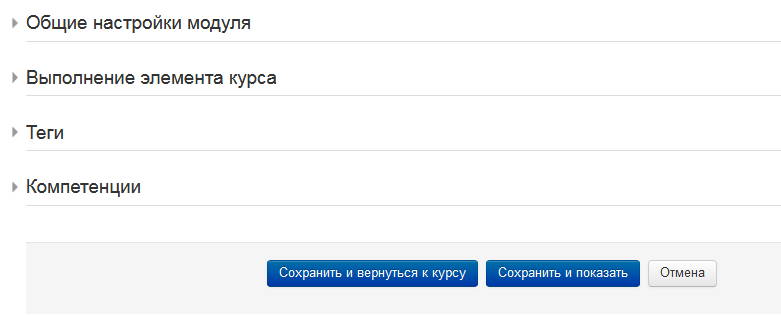 Общие настройки модуля
Выполнение элемента курса
Теги
Компетенции
Сохранить и вернуться к курсу Сохранить и показать Отмена